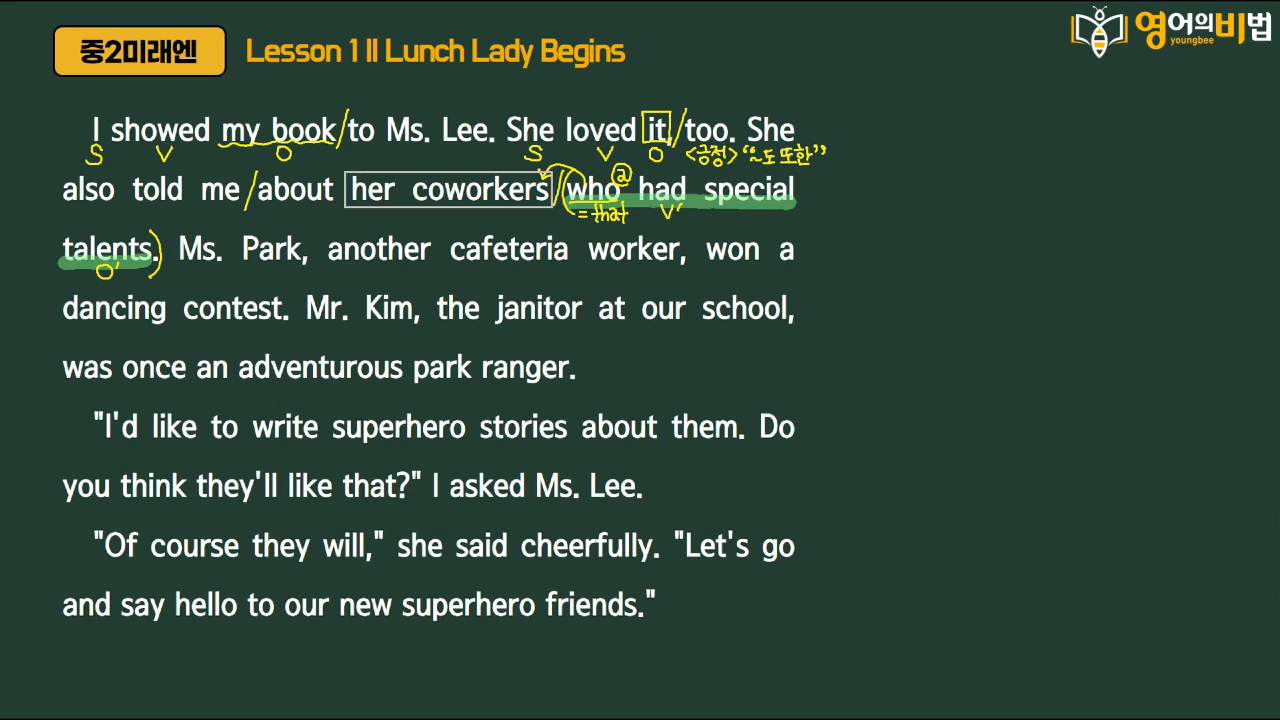 중2미래엔 Lesson 1 II Lunch Lady Begins
영어의비법
youngbee
I showed my book / to Ms. Lee. She loved it / too. She
S V O S V O <긍정> "~도 또한"
also told me / about her coworkers / (who had special
@ = that V'
talents.) Ms. Park, another cafeteria worker, won a
O'
dancing contest. Mr. Kim, the janitor at our school,
was once an adventurous park ranger.
"I'd like to write superhero stories about them. Do
you think they'll like that?" I asked Ms. Lee.
"Of course they will," she said cheerfully. "Let's go
and say hello to our new superhero friends."